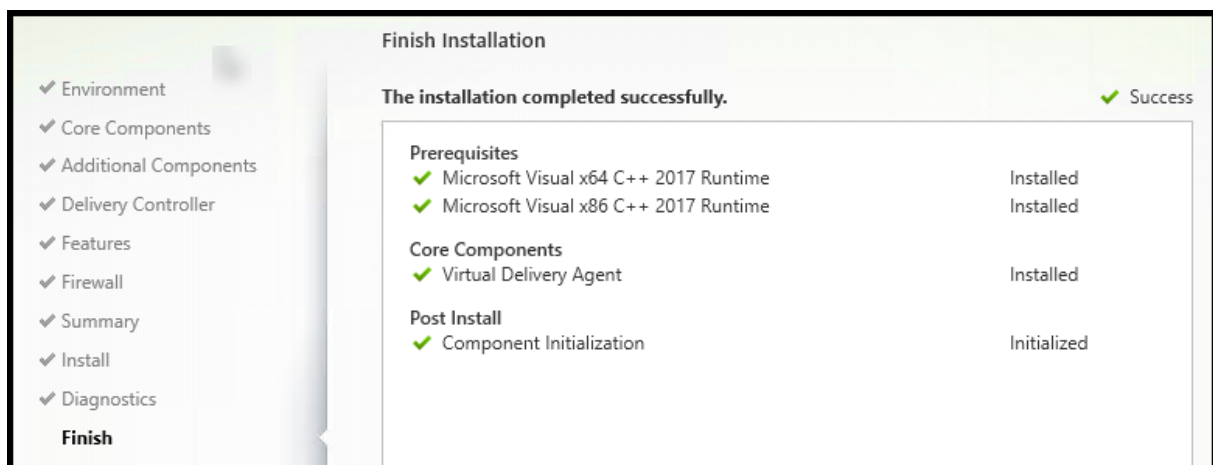 Environment
Core Components
Additional Components
Delivery Controller
Features
Firewall
Summary
Install
Diagnostics
Finish
Finish Installation
The installation completed successfully. Success
Prerequisites
Microsoft Visual x64 C++ 2017 Runtime Installed
Microsoft Visual x86 C++ 2017 Runtime Installed
Core Components
Virtual Delivery Agent Installed
Post Install
Component Initialization Initialized